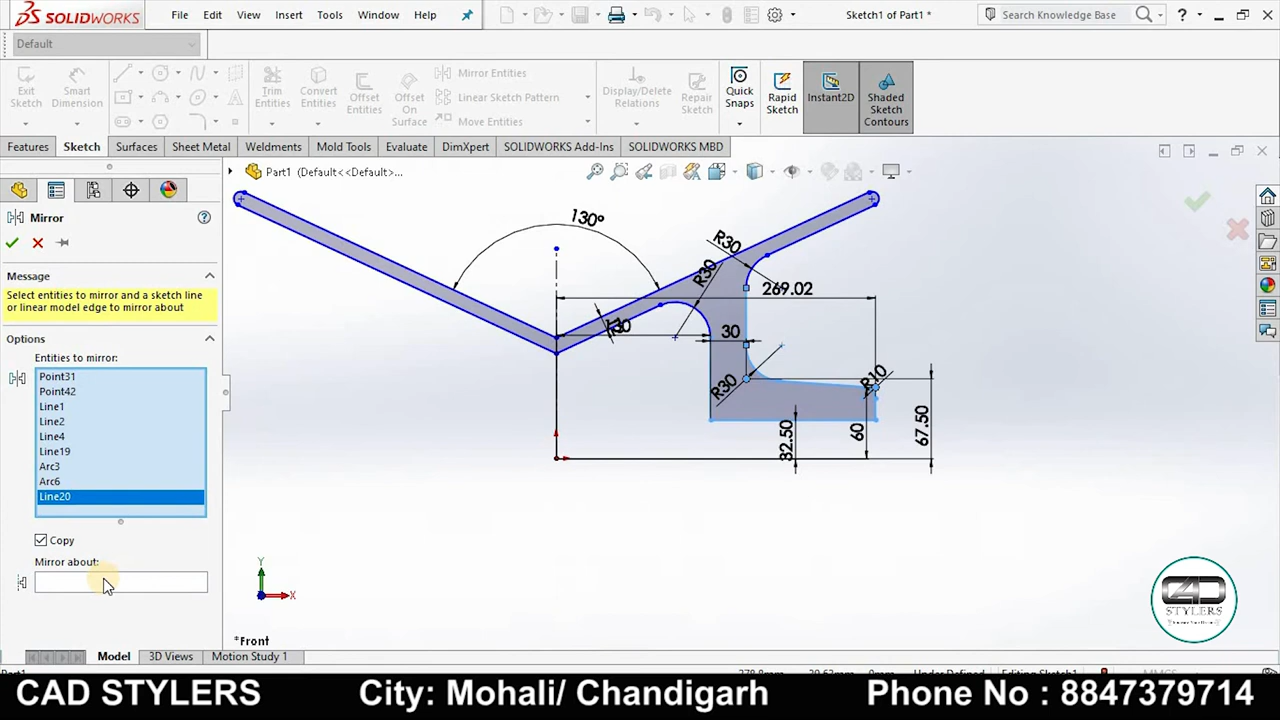 SOLIDWORKS File Edit View Insert Tools Window Help Sketch1 of Part1 * Search Knowledge Base ?
Default
Exit Sketch Smart Dimension Trim Entities Convert Entities Offset Entities Offset On Surface Mirror Entities Linear Sketch Pattern Move Entities Display/Delete Relations Repair Sketch Quick Snaps Rapid Sketch Instant2D Shaded Sketch Contours
Features Sketch Surfaces Sheet Metal Weldments Mold Tools Evaluate DimXpert SOLIDWORKS Add-Ins SOLIDWORKS MBD
Part1 (Default<<Default>...
Mirror
Message
Select entities to mirror and a sketch line
or linear model edge to mirror about
Options
Entities to mirror:
Point31
Point42
Line1
Line2
Line4
Line19
Arc3
Arc6
Line20
Copy
Mirror about:
130°
R30
R30
269.02
30
R30
R10
32.50
60
67.50
Y
X
*Front
CAD
STYLERS
Model 3D Views Motion Study 1
Under Defined Editing Sketch1 MMGS
CAD STYLERS City: Mohali/ Chandigarh Phone No : 8847379714